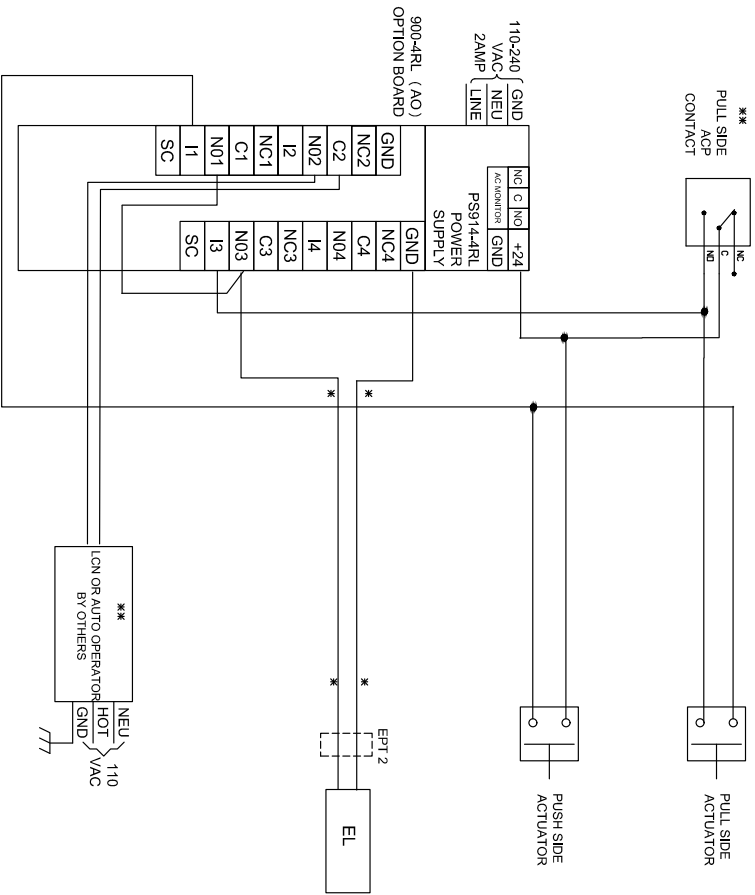 PULL SIDE
ACTUATOR
PUSH SIDE
ACTUATOR
EL
EPT 2
*
*
110
VAC
NEU
HOT
GND
**
LCN OR AUTO OPERATOR
BY OTHERS
*
*
**
PULL SIDE
ACP
CONTACT
NC
C
NO
110-240
VAC
2AMP
GND
NEU
LINE
NC
C
NO
AC MONITOR
+24
GND
PS914-4RL
POWER
SUPPLY
900-4RL (AO)
OPTION BOARD
GND
NC2
C2
N02
I2
NC1
C1
N01
I1
SC
GND
NC4
C4
N04
I4
NC3
C3
N03
I3
SC